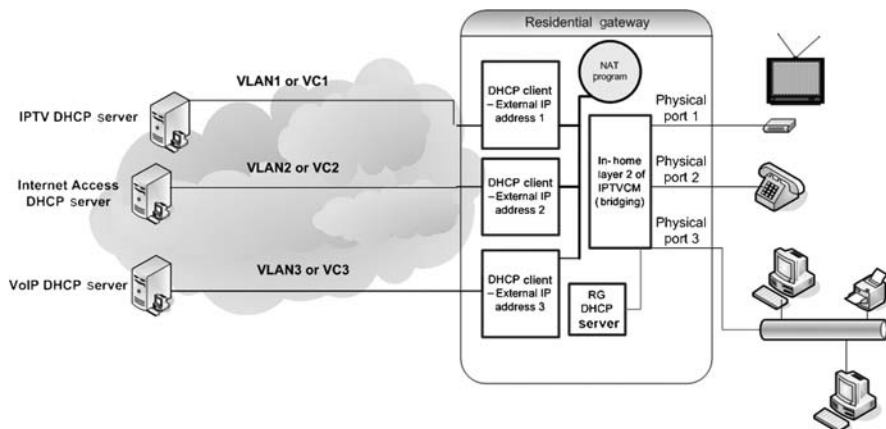 Residential gateway
NAT
program
VLAN1 or VC1
IPTV DHCP server
DHCP client
– External IP
address 1
Physical
port 1
VLAN2 or VC2
Internet Access
DHCP server
DHCP client
– External IP
address 2
In-home
layer 2 of
IPTVCM
(bridging)
Physical
port 2
Physical
port 3
VLAN3 or VC3
VoIP DHCP server
DHCP client
– External IP
address 3
RG
DHCP
server